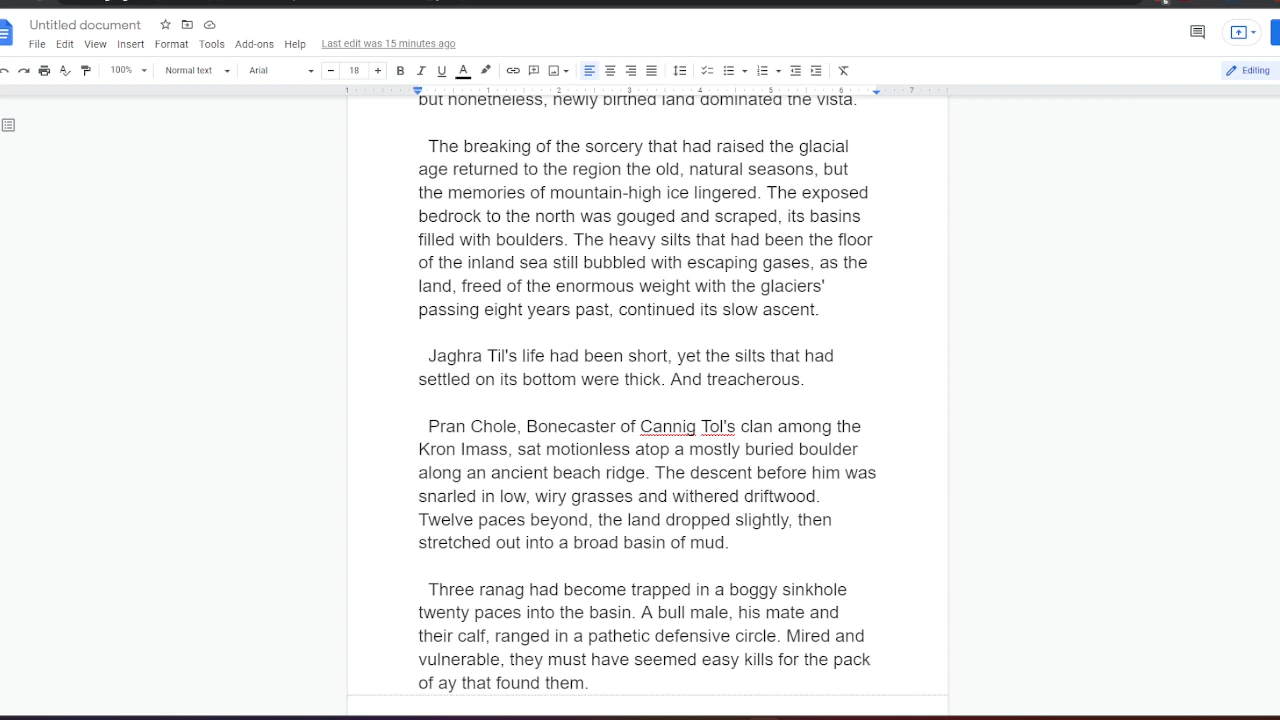 Untitled document
File Edit View Insert Format Tools Add-ons Help Last edit was 15 minutes ago
100% Normal text Arial 18 B I U A Editing
1 1 2 3 4 5 6 7
but nonetheless, newly birthed land dominated the vista.
The breaking of the sorcery that had raised the glacial
age returned to the region the old, natural seasons, but
the memories of mountain-high ice lingered. The exposed
bedrock to the north was gouged and scraped, its basins
filled with boulders. The heavy silts that had been the floor
of the inland sea still bubbled with escaping gases, as the
land, freed of the enormous weight with the glaciers'
passing eight years past, continued its slow ascent.
Jaghra Til's life had been short, yet the silts that had
settled on its bottom were thick. And treacherous.
Pran Chole, Bonecaster of Cannig Tol's clan among the
Kron Imass, sat motionless atop a mostly buried boulder
along an ancient beach ridge. The descent before him was
snarled in low, wiry grasses and withered driftwood.
Twelve paces beyond, the land dropped slightly, then
stretched out into a broad basin of mud.
Three ranag had become trapped in a boggy sinkhole
twenty paces into the basin. A bull male, his mate and
their calf, ranged in a pathetic defensive circle. Mired and
vulnerable, they must have seemed easy kills for the pack
of ay that found them.